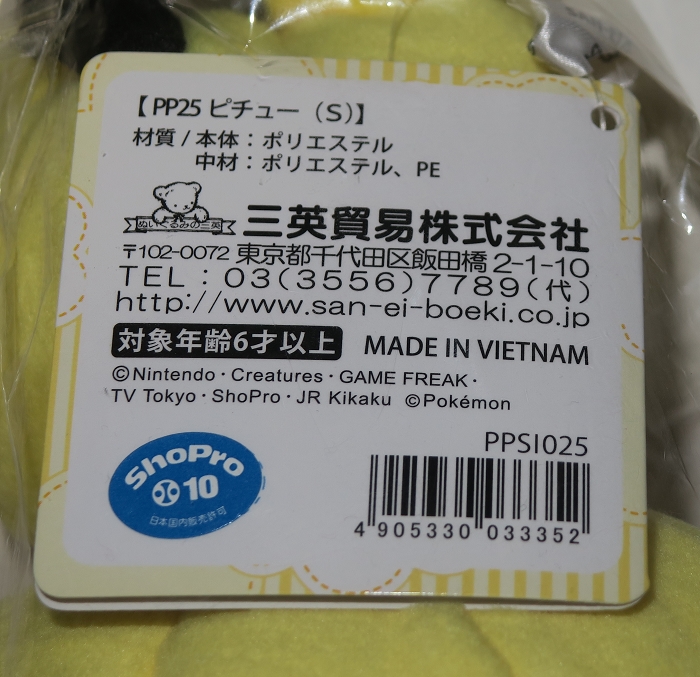 【PP25 ピチュー（S）】
材質 / 本体：ポリエステル
中材：ポリエステル、PE
ぬいぐるみの三英
三英貿易株式会社
〒102-0072 東京都千代田区飯田橋2-1-10
TEL：03(3556)7789(代)
http://www.san-ei-boeki.co.jp
対象年齢6才以上 MADE IN VIETNAM
©Nintendo・Creatures・GAME FREAK・
TV Tokyo・ShoPro・JR Kikaku ©Pokémon
PPSI025
ShoPro
10
日本国内販売許可
4 905330 033352